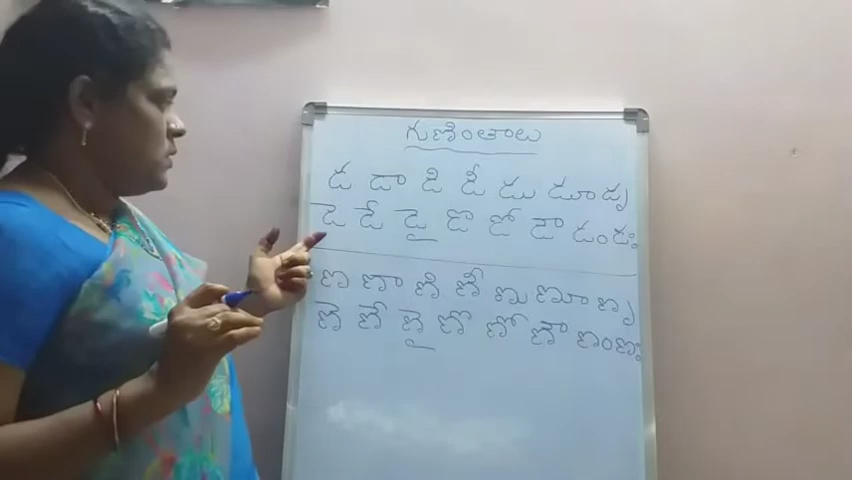 గుణింతాలు
డ డా డి డీ డు డూ డృ
డె డే డై డొ డో డౌ డం డః
ణ ణా ణి ణీ ణు ణూ ణృ
ణె ణే ణై ణొ ణో ణౌ ణం ణః